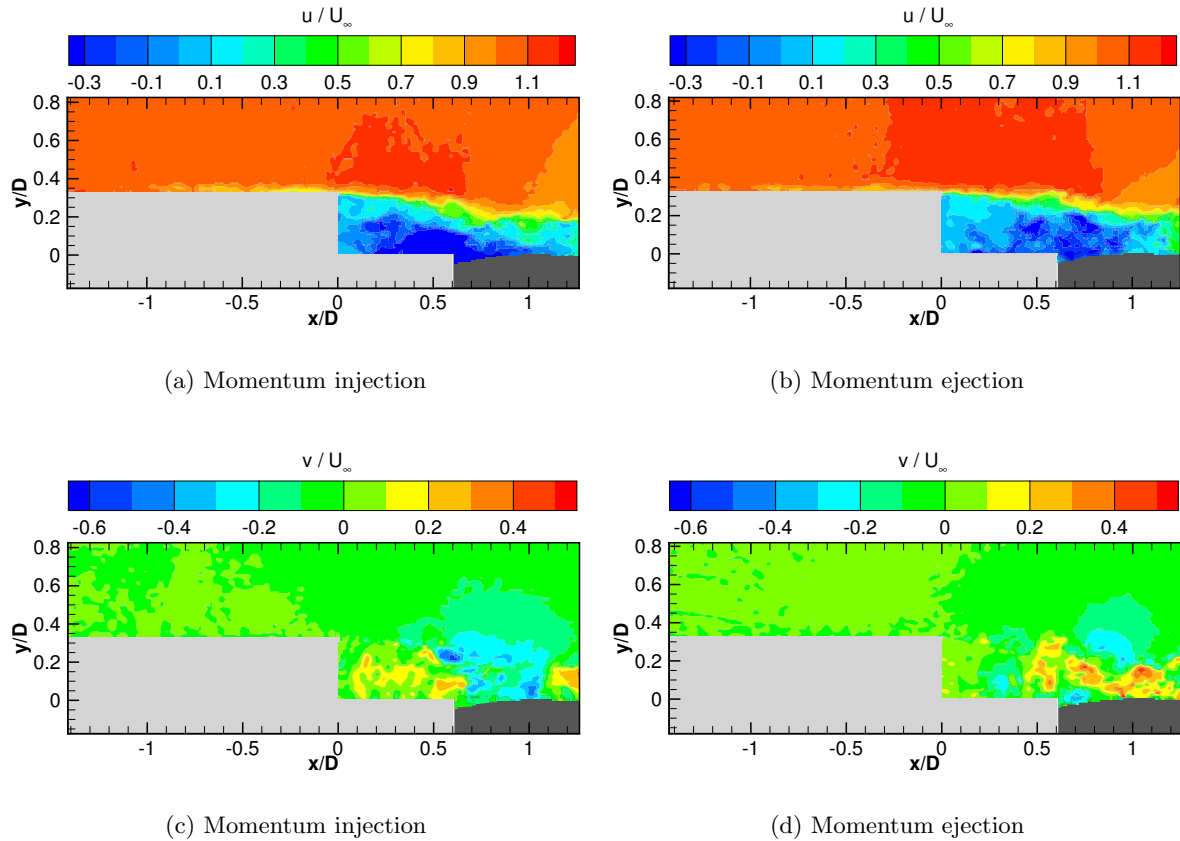 u / U∞ u / U∞
-0.3 -0.1 0.1 0.3 0.5 0.7 0.9 1.1 -0.3 -0.1 0.1 0.3 0.5 0.7 0.9 1.1
0.8 0.8
0.6 0.6
y/D y/D
0.4 0.4
0.2 0.2
0 0
-1 -0.5 0 0.5 1 -1 -0.5 0 0.5 1
x/D x/D
(a) Momentum injection (b) Momentum ejection
v / U∞ v / U∞
-0.6 -0.4 -0.2 0 0.2 0.4 -0.6 -0.4 -0.2 0 0.2 0.4
0.8 0.8
0.6 0.6
y/D y/D
0.4 0.4
0.2 0.2
0 0
-1 -0.5 0 0.5 1 -1 -0.5 0 0.5 1
x/D x/D
(c) Momentum injection (d) Momentum ejection